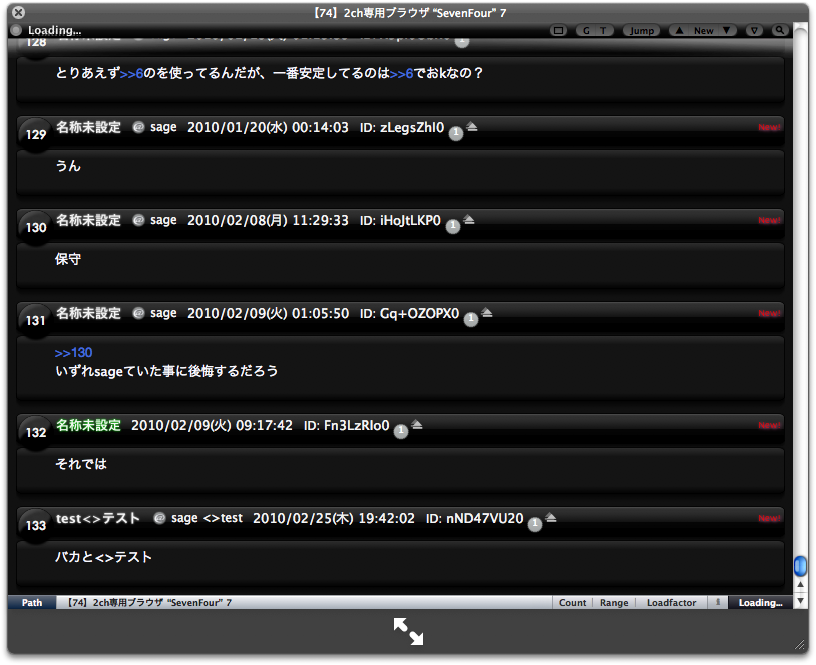 【74】2ch専用ブラウザ “SevenFour” 7
Loading...
G T Jump ▲ New ▼ ∇
128
とりあえず>>6のを使ってるんだが、一番安定してるのは>>6でおkなの？
129 名称未設定 @ sage 2010/01/20(水) 00:14:03 ID: zLegsZhI0 1 New!
うん
130 名称未設定 @ sage 2010/02/08(月) 11:29:33 ID: iHoJtLKP0 1 New!
保守
131 名称未設定 @ sage 2010/02/09(火) 01:05:50 ID: Gq+OZOPX0 1 New!
>>130
いずれsageていた事に後悔するだろう
132 名称未設定 2010/02/09(火) 09:17:42 ID: Fn3LzRIo0 1 New!
それでは
133 test<>テスト @ sage <>test 2010/02/25(木) 19:42:02 ID: nND47VU20 1 New!
バカと<>テスト
Path 【74】2ch専用ブラウザ “SevenFour” 7 Count Range Loadfactor Loading...